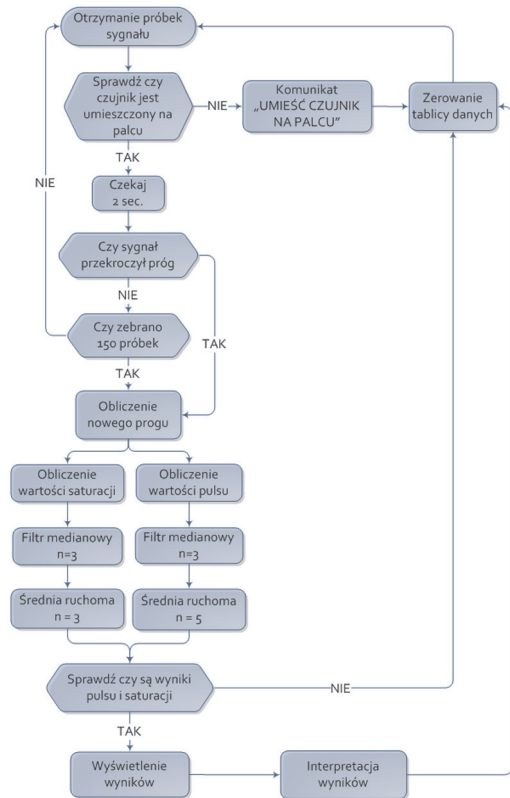 Otrzymanie próbek
sygnału
Sprawdź czy
czujnik jest
umieszczony na
palcu
NIE
Komunikat
„UMIEŚĆ CZUJNIK
NA PALCU”
Zerowanie
tablicy danych
TAK
NIE
Czekaj
2 sec.
Czy sygnał
przekroczył próg
NIE
Czy zebrano
150 próbek
TAK
TAK
Obliczenie
nowego progu
Obliczenie
wartości saturacji
Obliczenie
wartości pulsu
Filtr medianowy
n=3
Filtr medianowy
n=3
Średnia ruchoma
n = 3
Średnia ruchoma
n = 5
Sprawdź czy są wyniki
pulsu i saturacji
NIE
TAK
Wyświetlenie
wyników
Interpretacja
wyników